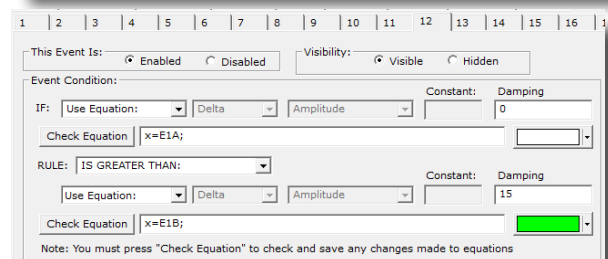 1 2 3 4 5 6 7 8 9 10 11 12 13 14 15 16
This Event Is: Enabled Disabled Visibility: Visible Hidden
Event Condition:
Constant: Damping
IF: Use Equation: Delta Amplitude 0
Check Equation x=E1A;
RULE: IS GREATER THAN:
Constant: Damping
Use Equation: Delta Amplitude 15
Check Equation x=E1B;
Note: You must press "Check Equation" to check and save any changes made to equations